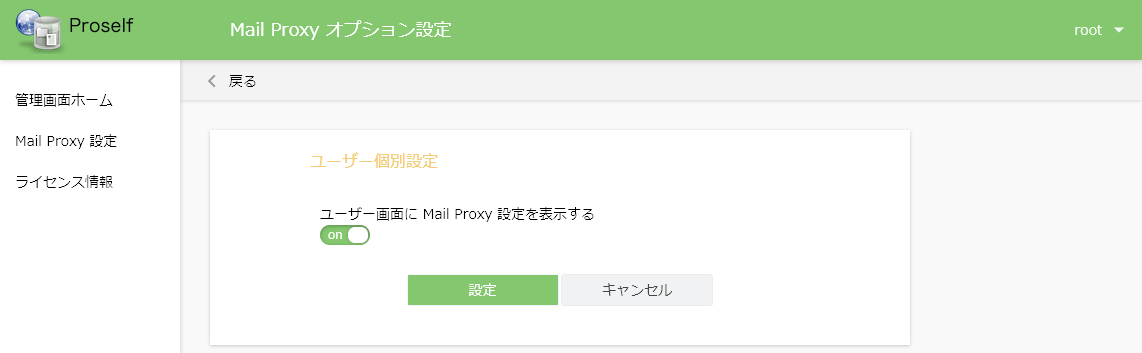 Proself
Mail Proxy オプション設定
root
戻る
管理画面ホーム
Mail Proxy 設定
ライセンス情報
ユーザー個別設定
ユーザー画面に Mail Proxy 設定を表示する
on
設定
キャンセル